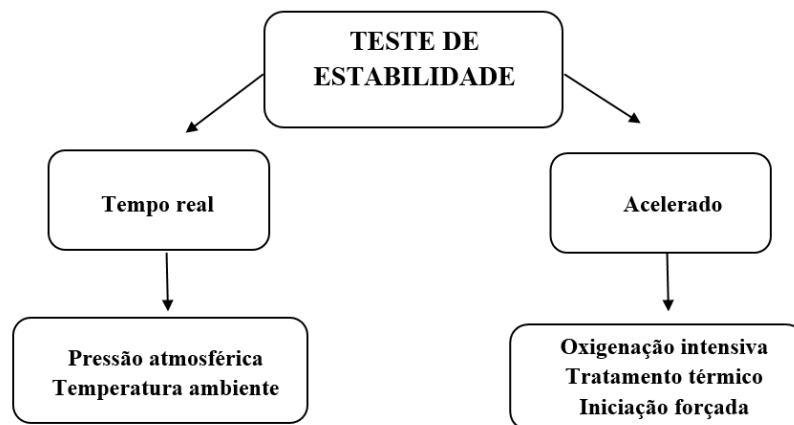 TESTE DE
ESTABILIDADE
Tempo real
Acelerado
Pressão atmosférica
Temperatura ambiente
Oxigenação intensiva
Tratamento térmico
Iniciação forçada